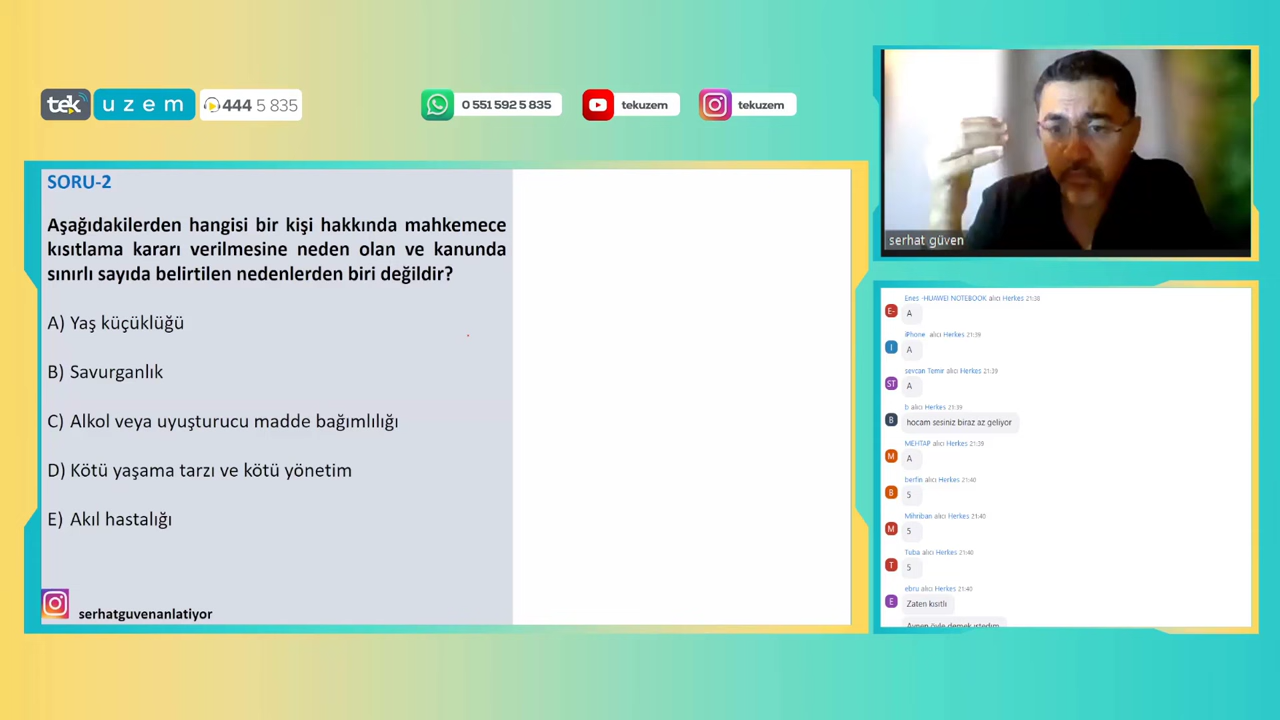 tek uzem 444 5 835
0 551 592 5 835
tekuzem
tekuzem
SORU-2
Aşağıdakilerden hangisi bir kişi hakkında mahkemece
kısıtlama kararı verilmesine neden olan ve kanunda
sınırlı sayıda belirtilen nedenlerden biri değildir?
A) Yaş küçüklüğü
B) Savurganlık
C) Alkol veya uyuşturucu madde bağımlılığı
D) Kötü yaşama tarzı ve kötü yönetim
E) Akıl hastalığı
serhatguvenanlatiyor
serhat güven
Enes -HUAWEI NOTEBOOK alıcı Herkes 21:38
E-
A
iPhone alıcı Herkes 21:39
I
A
sevcan Temir alıcı Herkes 21:39
ST
A
b alıcı Herkes 21:39
B
hocam sesiniz biraz az geliyor
MEHTAP alıcı Herkes 21:39
M
A
berfin alıcı Herkes 21:40
B
5
Mihriban alıcı Herkes 21:40
M
5
Tuba alıcı Herkes 21:40
T
5
ebru alıcı Herkes 21:40
E
Zaten kısıtlı
Aynen öyle demek istedim